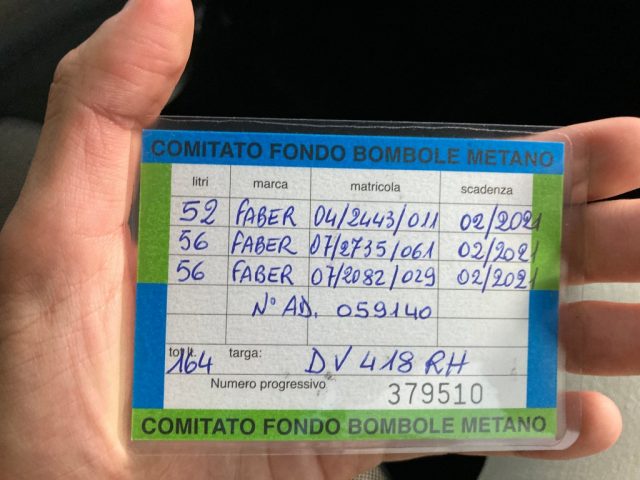 COMITATO FONDO BOMBOLE METANO
litri marca matricola scadenza
52 FABER 04/2443/011 02/2021
56 FABER 07/2735/061 02/2021
56 FABER 07/2082/029 02/2021
N° AD. 059140
tot lt. 164 targa: DV 418 RH
Numero progressivo 379510
COMITATO FONDO BOMBOLE METANO